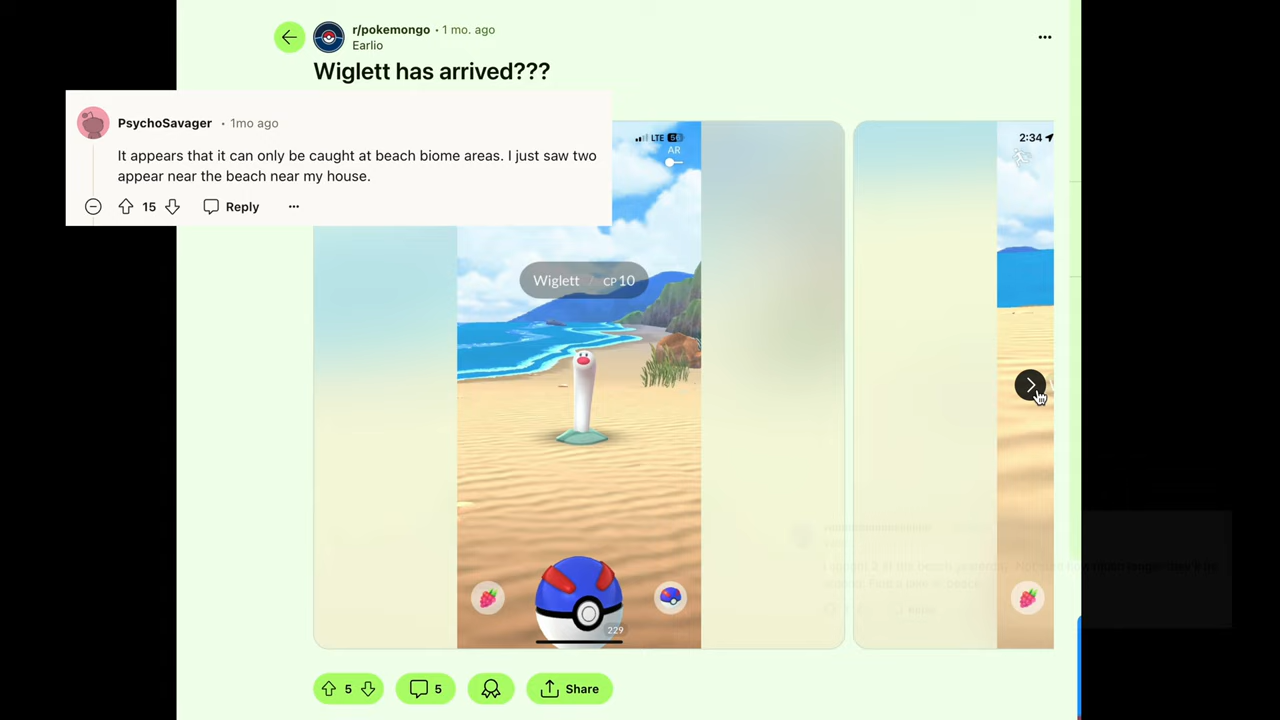 r/pokemongo • 1 mo. ago
Earlio
Wiglett has arrived???
PsychoSavager • 1mo ago
It appears that it can only be caught at beach biome areas. I just saw two
appear near the beach near my house.
15 Reply
LTE
AR
2:34
Wiglett CP 10
229
5 5 Share